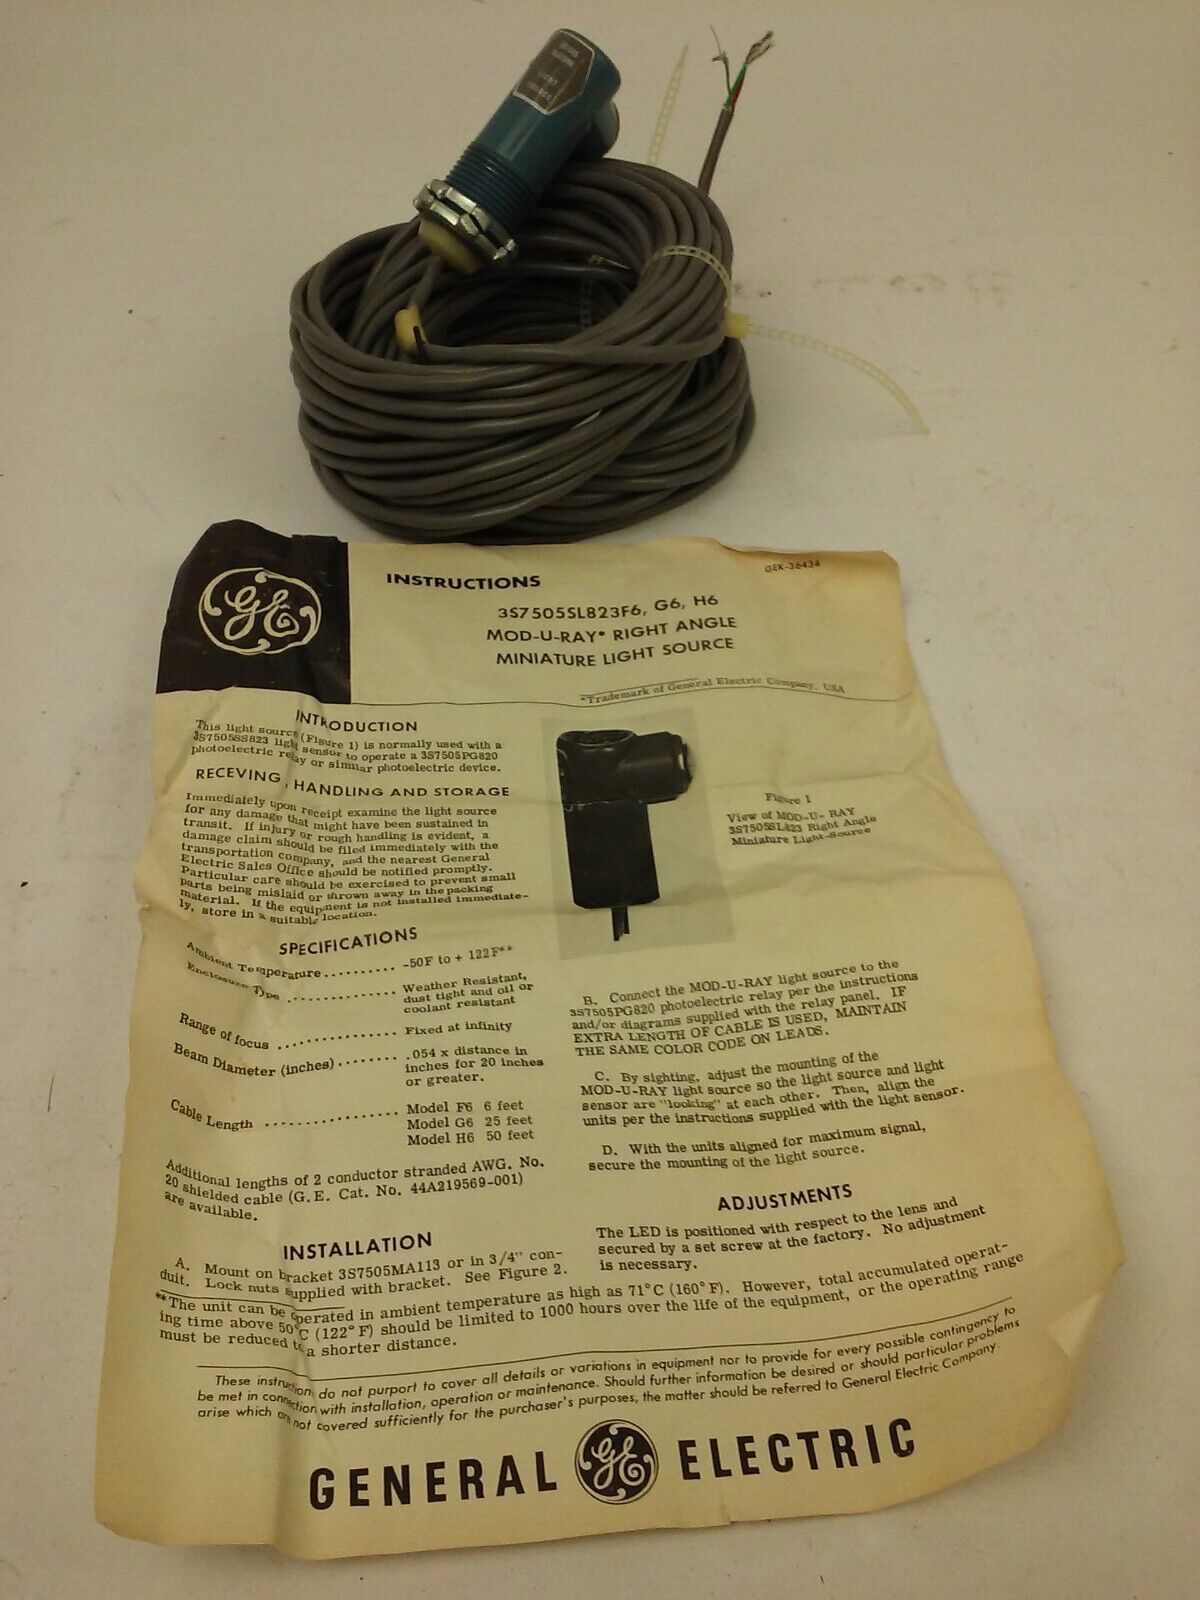 LIGHT
SOURCE
GE
INSTRUCTIONS
GEK-36434
3S7505SL823F6, G6, H6
MOD-U-RAY* RIGHT ANGLE
MINIATURE LIGHT SOURCE
*Trademark of General Electric Company, USA
INTRODUCTION
This light source (Figure 1) is normally used with a
3S7505SS823 light sensor to operate a 3S7505PG820
photoelectric relay or similar photoelectric device.
RECEVING, HANDLING AND STORAGE
Immediately upon receipt examine the light source
for any damage that might have been sustained in
transit. If injury or rough handling is evident, a
damage claim should be filed immediately with the
transportation company, and the nearest General
Electric Sales Office should be notified promptly.
Particular care should be exercised to prevent small
parts being mislaid or thrown away in the packing
material. If the equipment is not installed immediate-
ly, store in a suitable location.
SPECIFICATIONS
Ambient Temperature.......... -50F to + 122F**
Enclosure Type ............... Weather Resistant,
dust tight and oil or
coolant resistant
Range of focus ................ Fixed at infinity
Beam Diameter (inches)........ .054 x distance in
inches for 20 inches
or greater.
Cable Length .................. Model F6 6 feet
Model G6 25 feet
Model H6 50 feet
Additional lengths of 2 conductor stranded AWG. No.
20 shielded cable (G.E. Cat. No. 44A219569-001)
are available.
INSTALLATION
A. Mount on bracket 3S7505MA113 or in 3/4" con-
duit. Lock nuts supplied with bracket. See Figure 2.
Figure 1
View of MOD-U- RAY
3S7505SL823 Right Angle
Miniature Light-Source
B. Connect the MOD-U-RAY light source to the
3S7505PG820 photoelectric relay per the instructions
and/or diagrams supplied with the relay panel. IF
EXTRA LENGTH OF CABLE IS USED, MAINTAIN
THE SAME COLOR CODE ON LEADS.
C. By sighting, adjust the mounting of the
MOD-U-RAY light source so the light source and light
sensor are "looking" at each other. Then, align the
units per the instructions supplied with the light sensor.
D. With the units aligned for maximum signal,
secure the mounting of the light source.
ADJUSTMENTS
The LED is positioned with respect to the lens and
secured by a set screw at the factory. No adjustment
is necessary.
**The unit can be operated in ambient temperature as high as 71°C (160°F). However, total accumulated operat-
ing time above 50°C (122°F) should be limited to 1000 hours over the life of the equipment, or the operating range
must be reduced to a shorter distance.
These instructions do not purport to cover all details or variations in equipment nor to provide for every possible contingency to
be met in connection with installation, operation or maintenance. Should further information be desired or should particular problems
arise which are not covered sufficiently for the purchaser's purposes, the matter should be referred to General Electric Company.
GENERAL GE ELECTRIC